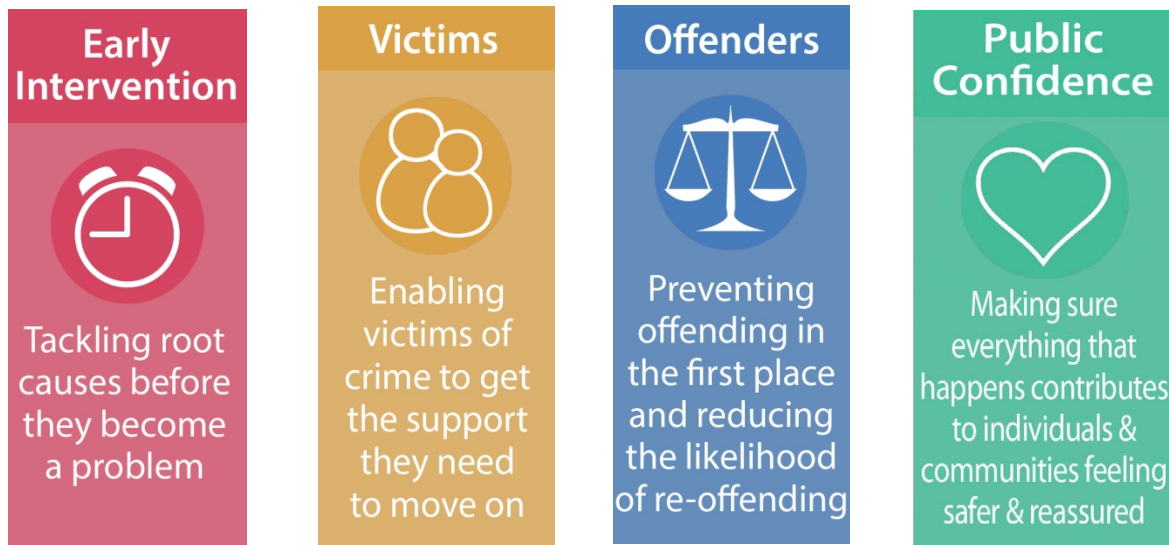 Early
Intervention
Tackling root
causes before
they become
a problem
Victims
Enabling
victims of
crime to get
the support
they need
to move on
Offenders
Preventing
offending in
the first place
and reducing
the likelihood
of re-offending
Public
Confidence
Making sure
everything that
happens contributes
to individuals &
communities feeling
safer & reassured